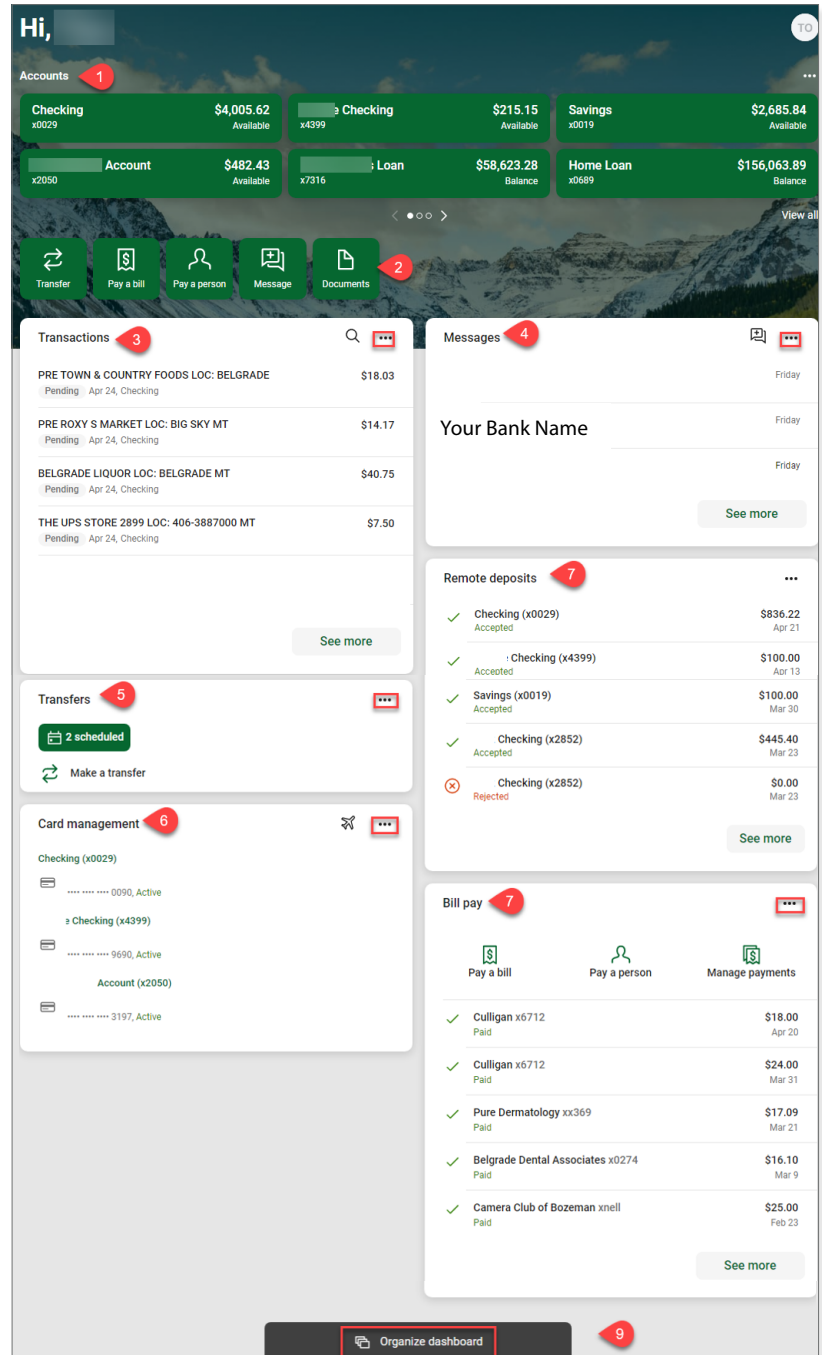 Hi,
TO
Accounts
1
Checking $4,005.62
x0029 Available
e Checking $215.15
x4399 Available
Savings $2,685.84
x0019 Available
Account $482.43
x2050 Available
s Loan $58,623.28
x7316 Balance
Home Loan $156,063.89
x0689 Balance
View all
Transfer
Pay a bill
Pay a person
Message
Documents
2
Transactions 3
PRE TOWN & COUNTRY FOODS LOC: BELGRADE $18.03
Pending Apr 24, Checking
PRE ROXY S MARKET LOC: BIG SKY MT $14.17
Pending Apr 24, Checking
BELGRADE LIQUOR LOC: BELGRADE MT $40.75
Pending Apr 24, Checking
THE UPS STORE 2899 LOC: 406-3887000 MT $7.50
Pending Apr 24, Checking
See more
Messages 4
Friday
Your Bank Name Friday
Friday
See more
Transfers 5
2 scheduled
Make a transfer
Card management 6
Checking (x0029)
•••• •••• •••• 0090, Active
e Checking (x4399)
•••• •••• •••• 9690, Active
Account (x2050)
•••• •••• •••• 3197, Active
Remote deposits 7
Checking (x0029) $836.22
Accepted Apr 21
Checking (x4399) $100.00
Accepted Apr 13
Savings (x0019) $100.00
Accepted Mar 30
Checking (x2852) $445.40
Accepted Mar 23
Checking (x2852) $0.00
Rejected Mar 23
See more
Bill pay 7
Pay a bill
Pay a person
Manage payments
Culligan x6712 $18.00
Paid Apr 20
Culligan x6712 $24.00
Paid Mar 31
Pure Dermatology xx369 $17.09
Paid Mar 21
Belgrade Dental Associates x0274 $16.10
Paid Mar 9
Camera Club of Bozeman xnell $25.00
Paid Feb 23
See more
Organize dashboard 9